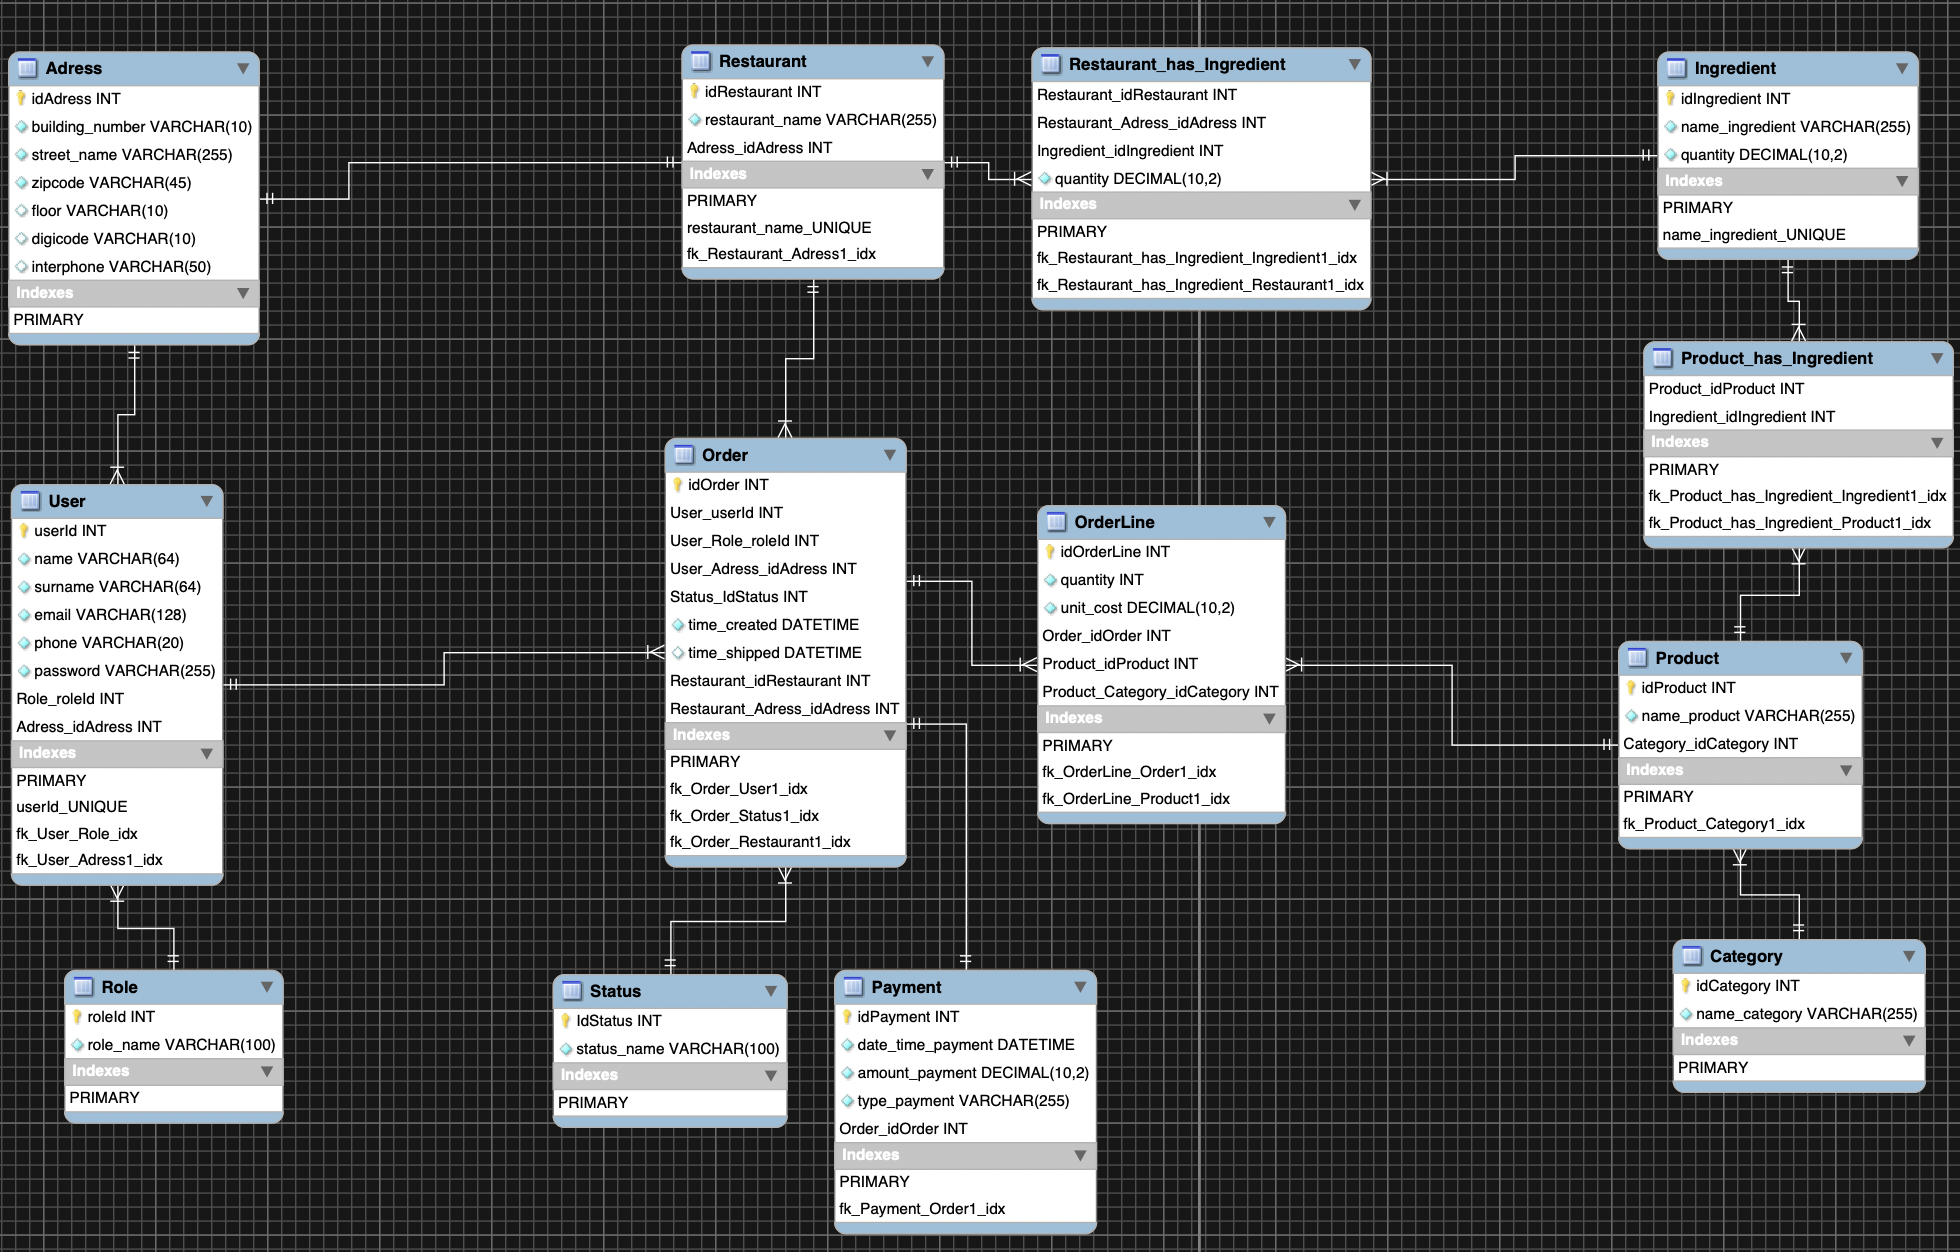 Adress
idAdress INT
building_number VARCHAR(10)
street_name VARCHAR(255)
zipcode VARCHAR(45)
floor VARCHAR(10)
digicode VARCHAR(10)
interphone VARCHAR(50)
Indexes
PRIMARY
Restaurant
idRestaurant INT
restaurant_name VARCHAR(255)
Adress_idAdress INT
Indexes
PRIMARY
restaurant_name_UNIQUE
fk_Restaurant_Adress1_idx
Restaurant_has_Ingredient
Restaurant_idRestaurant INT
Restaurant_Adress_idAdress INT
Ingredient_idIngredient INT
quantity DECIMAL(10,2)
Indexes
PRIMARY
fk_Restaurant_has_Ingredient_Ingredient1_idx
fk_Restaurant_has_Ingredient_Restaurant1_idx
Ingredient
idIngredient INT
name_ingredient VARCHAR(255)
quantity DECIMAL(10,2)
Indexes
PRIMARY
name_ingredient_UNIQUE
Product_has_Ingredient
Product_idProduct INT
Ingredient_idIngredient INT
Indexes
PRIMARY
fk_Product_has_Ingredient_Ingredient1_idx
fk_Product_has_Ingredient_Product1_idx
User
userId INT
name VARCHAR(64)
surname VARCHAR(64)
email VARCHAR(128)
phone VARCHAR(20)
password VARCHAR(255)
Role_roleId INT
Adress_idAdress INT
Indexes
PRIMARY
userId_UNIQUE
fk_User_Role_idx
fk_User_Adress1_idx
Order
idOrder INT
User_userId INT
User_Role_roleId INT
User_Adress_idAdress INT
Status_IdStatus INT
time_created DATETIME
time_shipped DATETIME
Restaurant_idRestaurant INT
Restaurant_Adress_idAdress INT
Indexes
PRIMARY
fk_Order_User1_idx
fk_Order_Status1_idx
fk_Order_Restaurant1_idx
OrderLine
idOrderLine INT
quantity INT
unit_cost DECIMAL(10,2)
Order_idOrder INT
Product_idProduct INT
Product_Category_idCategory INT
Indexes
PRIMARY
fk_OrderLine_Order1_idx
fk_OrderLine_Product1_idx
Product
idProduct INT
name_product VARCHAR(255)
Category_idCategory INT
Indexes
PRIMARY
fk_Product_Category1_idx
Role
roleId INT
role_name VARCHAR(100)
Indexes
PRIMARY
Status
IdStatus INT
status_name VARCHAR(100)
Indexes
PRIMARY
Payment
idPayment INT
date_time_payment DATETIME
amount_payment DECIMAL(10,2)
type_payment VARCHAR(255)
Order_idOrder INT
Indexes
PRIMARY
fk_Payment_Order1_idx
Category
idCategory INT
name_category VARCHAR(255)
Indexes
PRIMARY